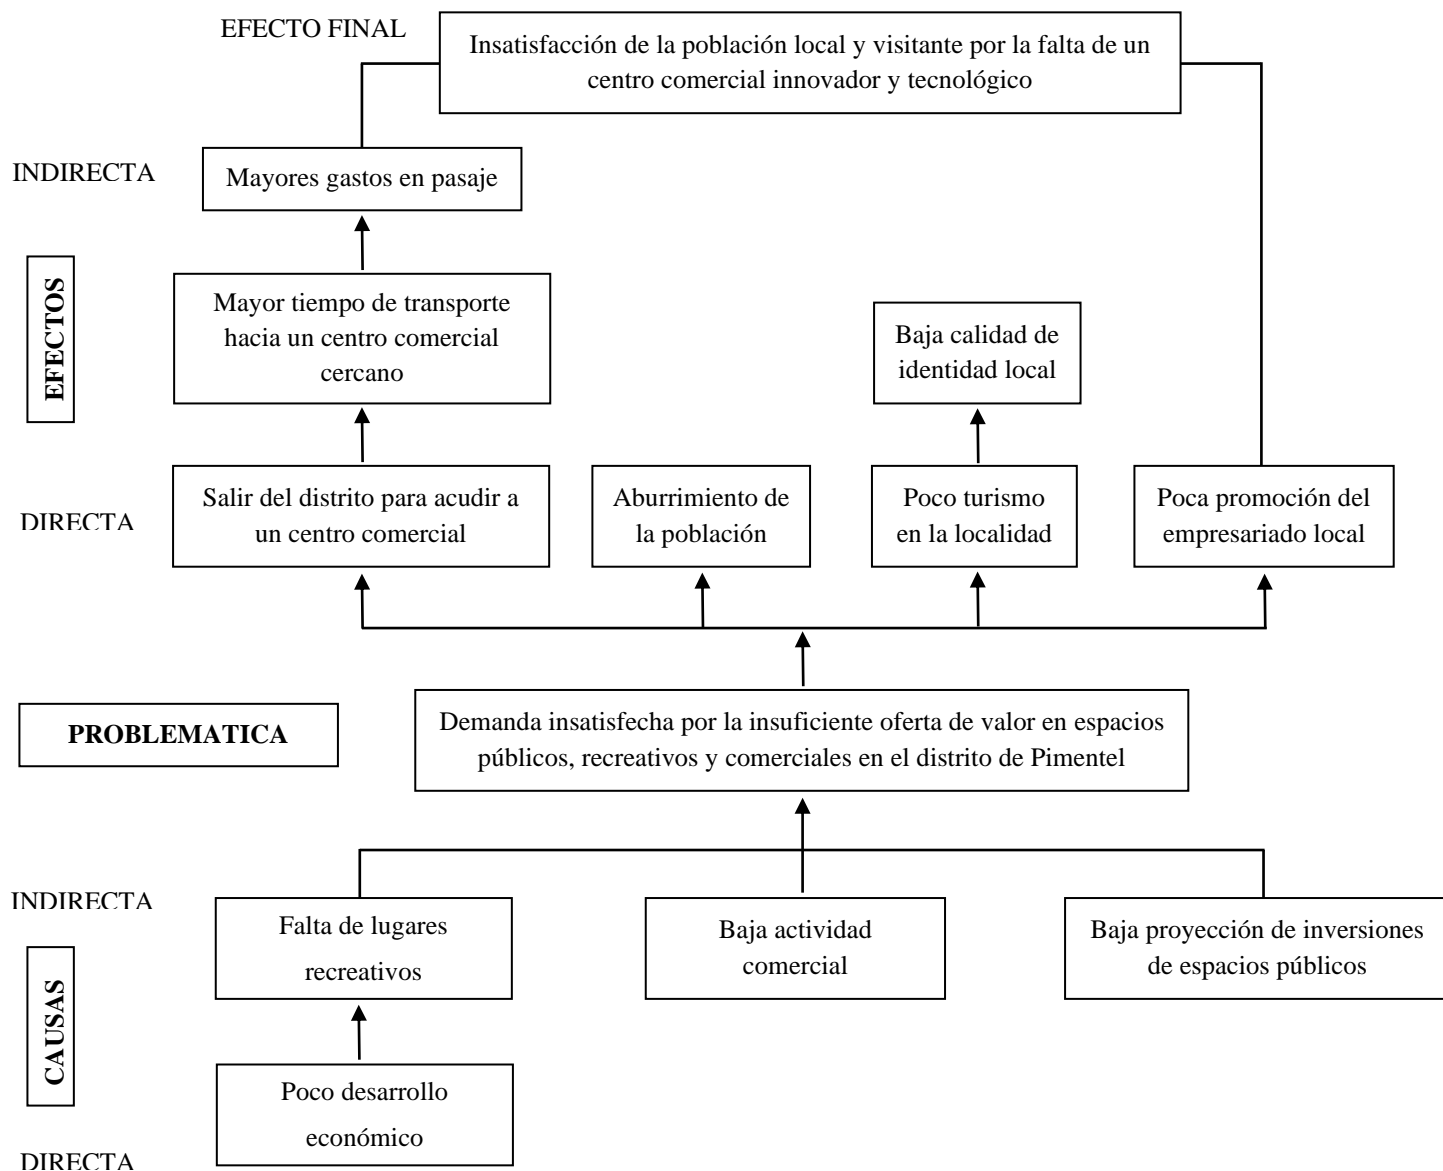 EFECTO FINAL
Insatisfacción de la población local y visitante por la falta de un
centro comercial innovador y tecnológico
INDIRECTA
Mayores gastos en pasaje
EFECTOS
Mayor tiempo de transporte
hacia un centro comercial
cercano
Baja calidad de
identidad local
DIRECTA
Salir del distrito para acudir a
un centro comercial
Aburrimiento de
la población
Poco turismo
en la localidad
Poca promoción del
empresariado local
PROBLEMATICA
Demanda insatisfecha por la insuficiente oferta de valor en espacios
públicos, recreativos y comerciales en el distrito de Pimentel
INDIRECTA
Falta de lugares
recreativos
Baja actividad
comercial
Baja proyección de inversiones
de espacios públicos
CAUSAS
Poco desarrollo
económico
DIRECTA